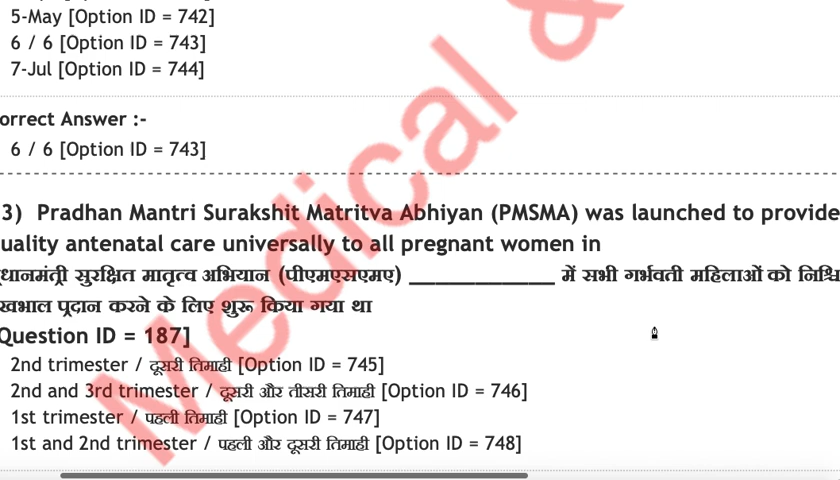 5-May [Option ID = 742]
6 / 6 [Option ID = 743]
7-Jul [Option ID = 744]
orrect Answer :-
6 / 6 [Option ID = 743]
3) Pradhan Mantri Surakshit Matritva Abhiyan (PMSMA) was launched to provide
uality antenatal care universally to all pregnant women in
धानमंत्री सुरक्षित मातृत्व अभियान (पीएमएसएमए) ____________ में सभी गर्भवती महिलाओं को निश्चि
खभाल प्रदान करने के लिए शुरू किया गया था
Question ID = 187]
2nd trimester / दूसरी तिमाही [Option ID = 745]
2nd and 3rd trimester / दूसरी और तीसरी तिमाही [Option ID = 746]
1st trimester / पहली तिमाही [Option ID = 747]
1st and 2nd trimester / पहली और दूसरी तिमाही [Option ID = 748]
Medical &